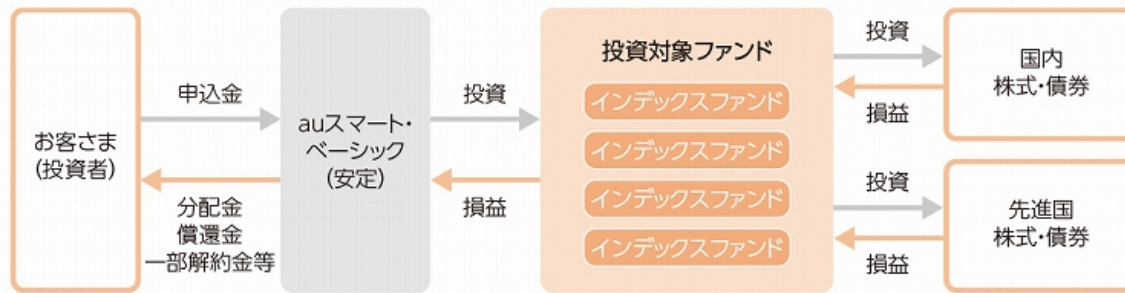 お客さま
(投資者)
申込金
分配金
償還金
一部解約金等
auスマート・
ベーシック
(安定)
投資
損益
投資対象ファンド
インデックスファンド
インデックスファンド
インデックスファンド
インデックスファンド
投資
損益
国内
株式・債券
投資
損益
先進国
株式・債券